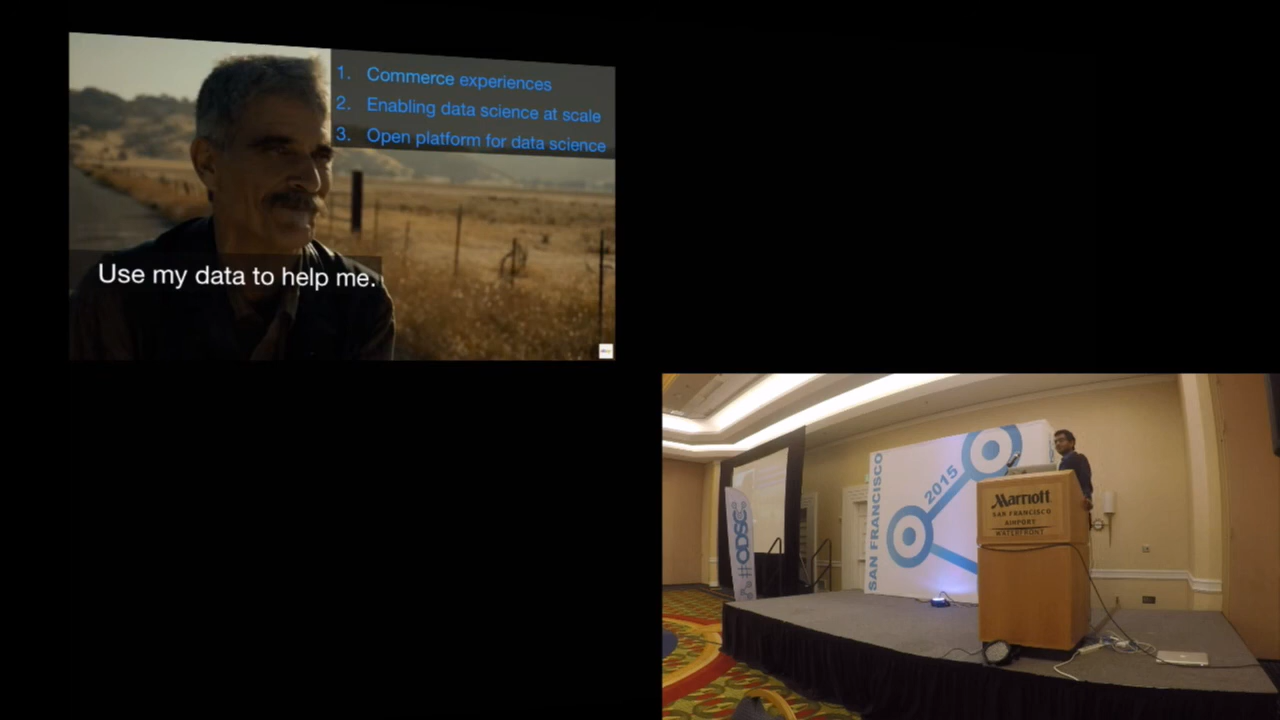 1. Commerce experiences
2. Enabling data science at scale
3. Open platform for data science
Use my data to help me.
SAN FRANCISCO
2015
#ODSC
Marriott
SAN FRANCISCO
AIRPORT
WATERFRONT